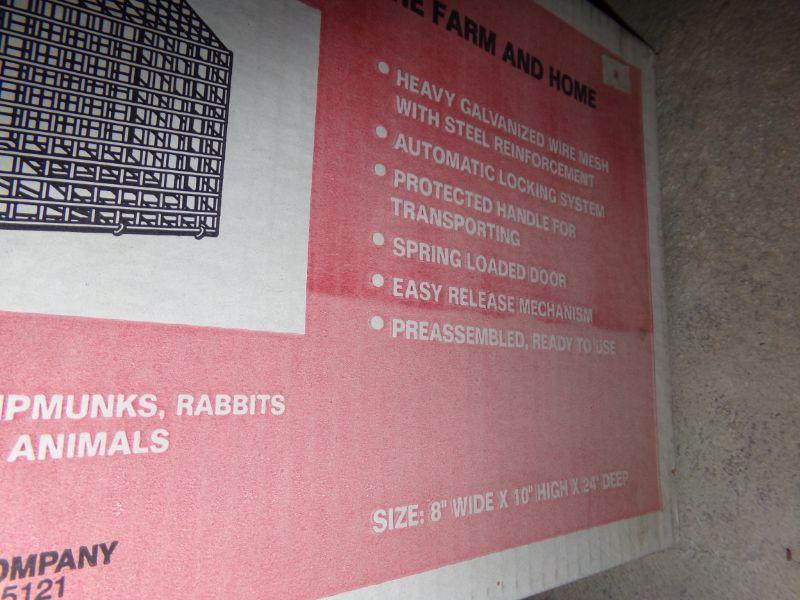 FARM AND HOME
• HEAVY GALVANIZED WIRE MESH
WITH STEEL REINFORCEMENT
• AUTOMATIC LOCKING SYSTEM
• PROTECTED HANDLE FOR
TRANSPORTING
• SPRING LOADED DOOR
• EASY RELEASE MECHANISM
• PREASSEMBLED, READY TO USE
IPMUNKS, RABBITS
ANIMALS
SIZE: 8" WIDE X 10" HIGH X 24" DEEP
OMPANY
5121